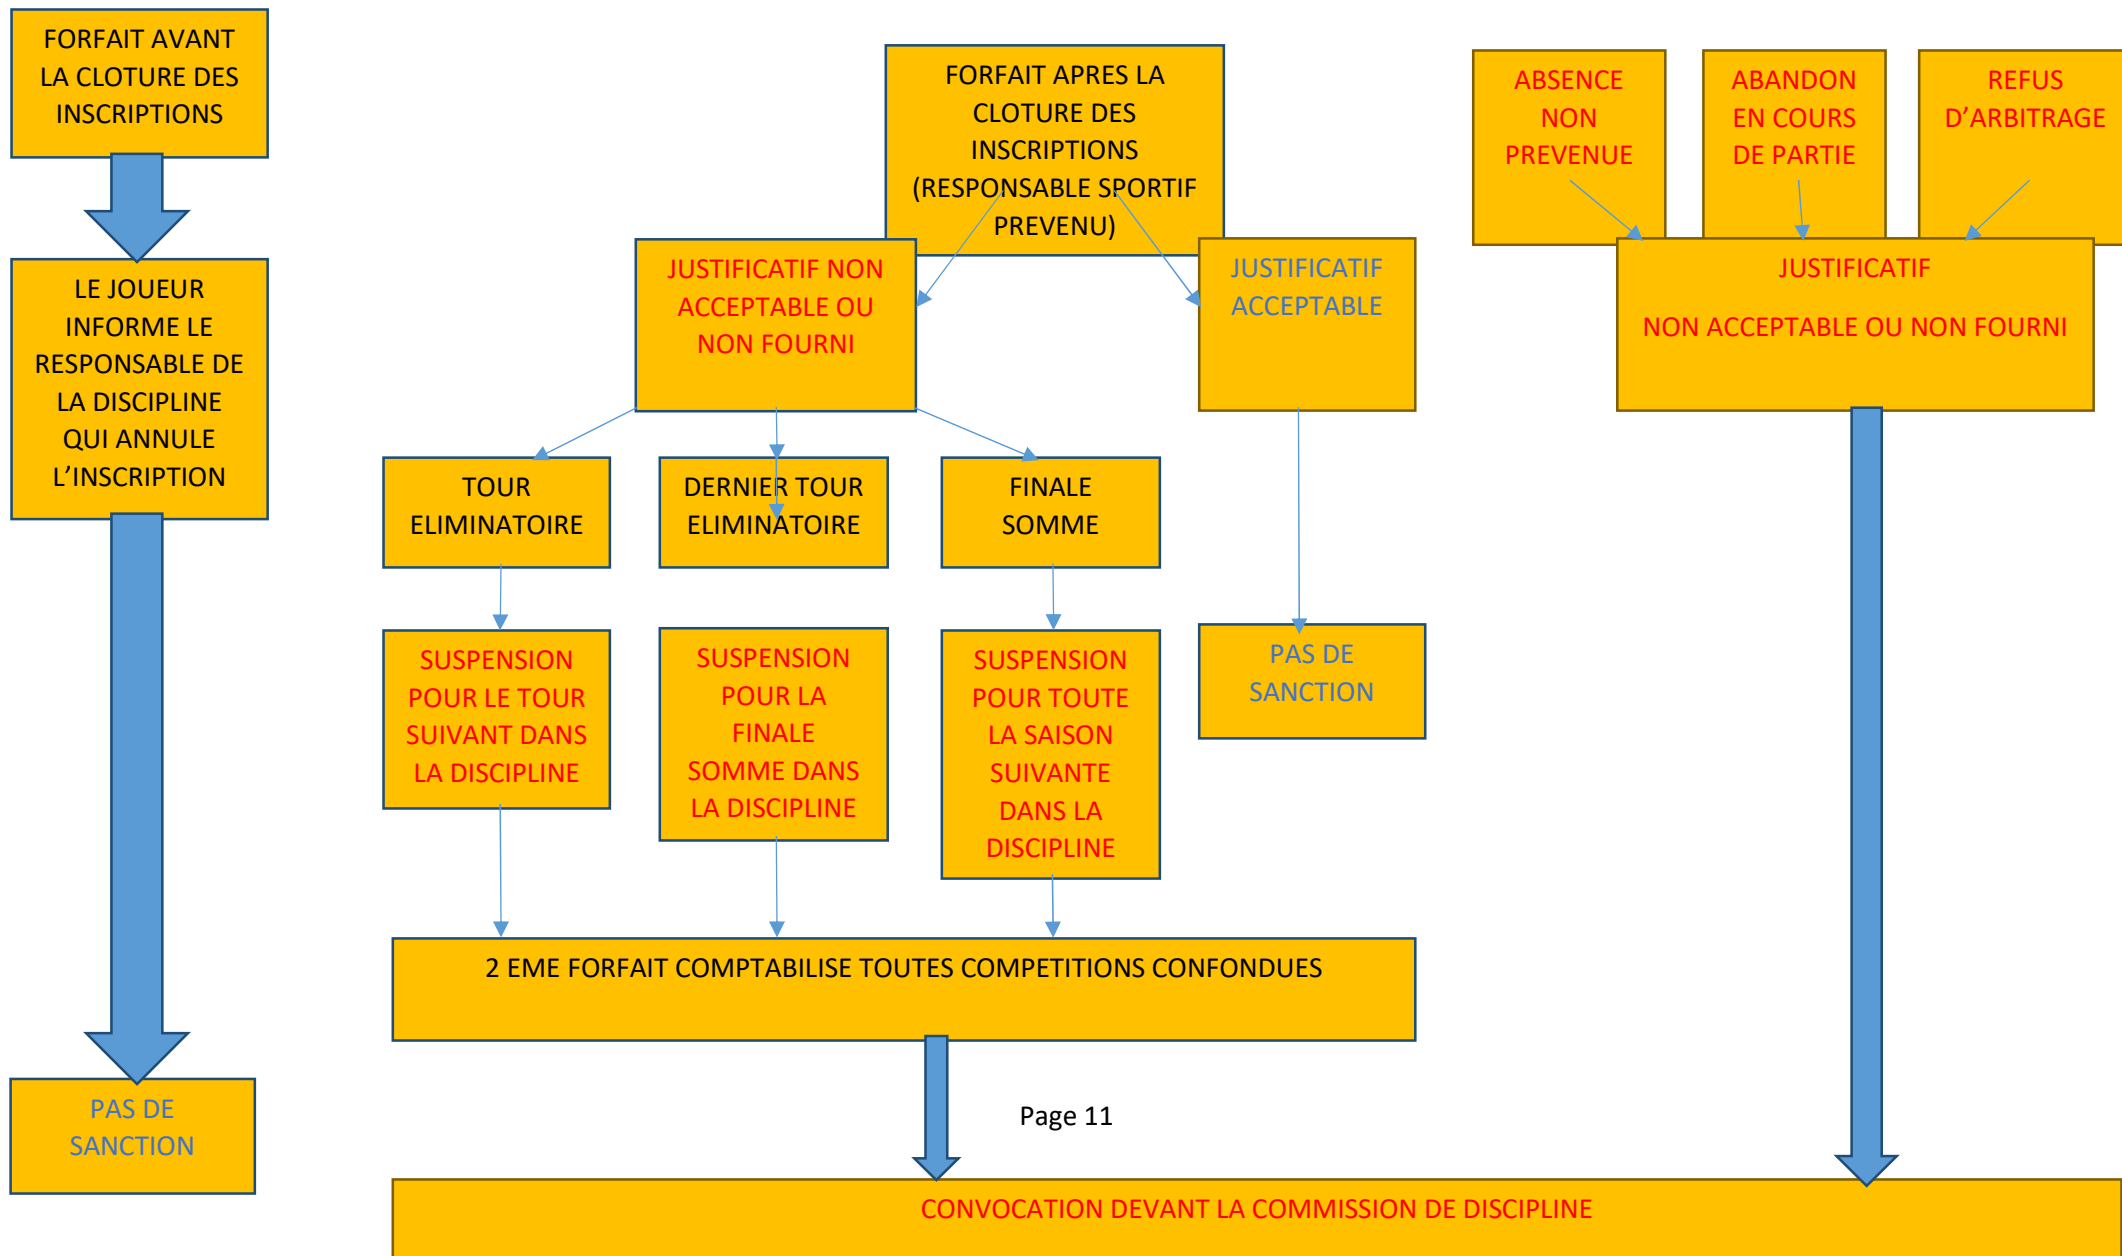 FORFAIT AVANT
LA CLOTURE DES
INSCRIPTIONS
LE JOUEUR
INFORME LE
RESPONSABLE DE
LA DISCIPLINE
QUI ANNULE
L’INSCRIPTION
PAS DE
SANCTION
FORFAIT APRES LA
CLOTURE DES
INSCRIPTIONS
(RESPONSABLE SPORTIF
PREVENU)
JUSTIFICATIF NON
ACCEPTABLE OU
NON FOURNI
JUSTIFICATIF
ACCEPTABLE
TOUR
ELIMINATOIRE
DERNIER TOUR
ELIMINATOIRE
FINALE
SOMME
SUSPENSION
POUR LE TOUR
SUIVANT DANS
LA DISCIPLINE
SUSPENSION
POUR LA
FINALE
SOMME DANS
LA DISCIPLINE
SUSPENSION
POUR TOUTE
LA SAISON
SUIVANTE
DANS LA
DISCIPLINE
PAS DE
SANCTION
2 EME FORFAIT COMPTABILISE TOUTES COMPETITIONS CONFONDUES
ABSENCE
NON
PREVENUE
ABANDON
EN COURS
DE PARTIE
REFUS
D’ARBITRAGE
JUSTIFICATIF
NON ACCEPTABLE OU NON FOURNI
Page 11
CONVOCATION DEVANT LA COMMISSION DE DISCIPLINE